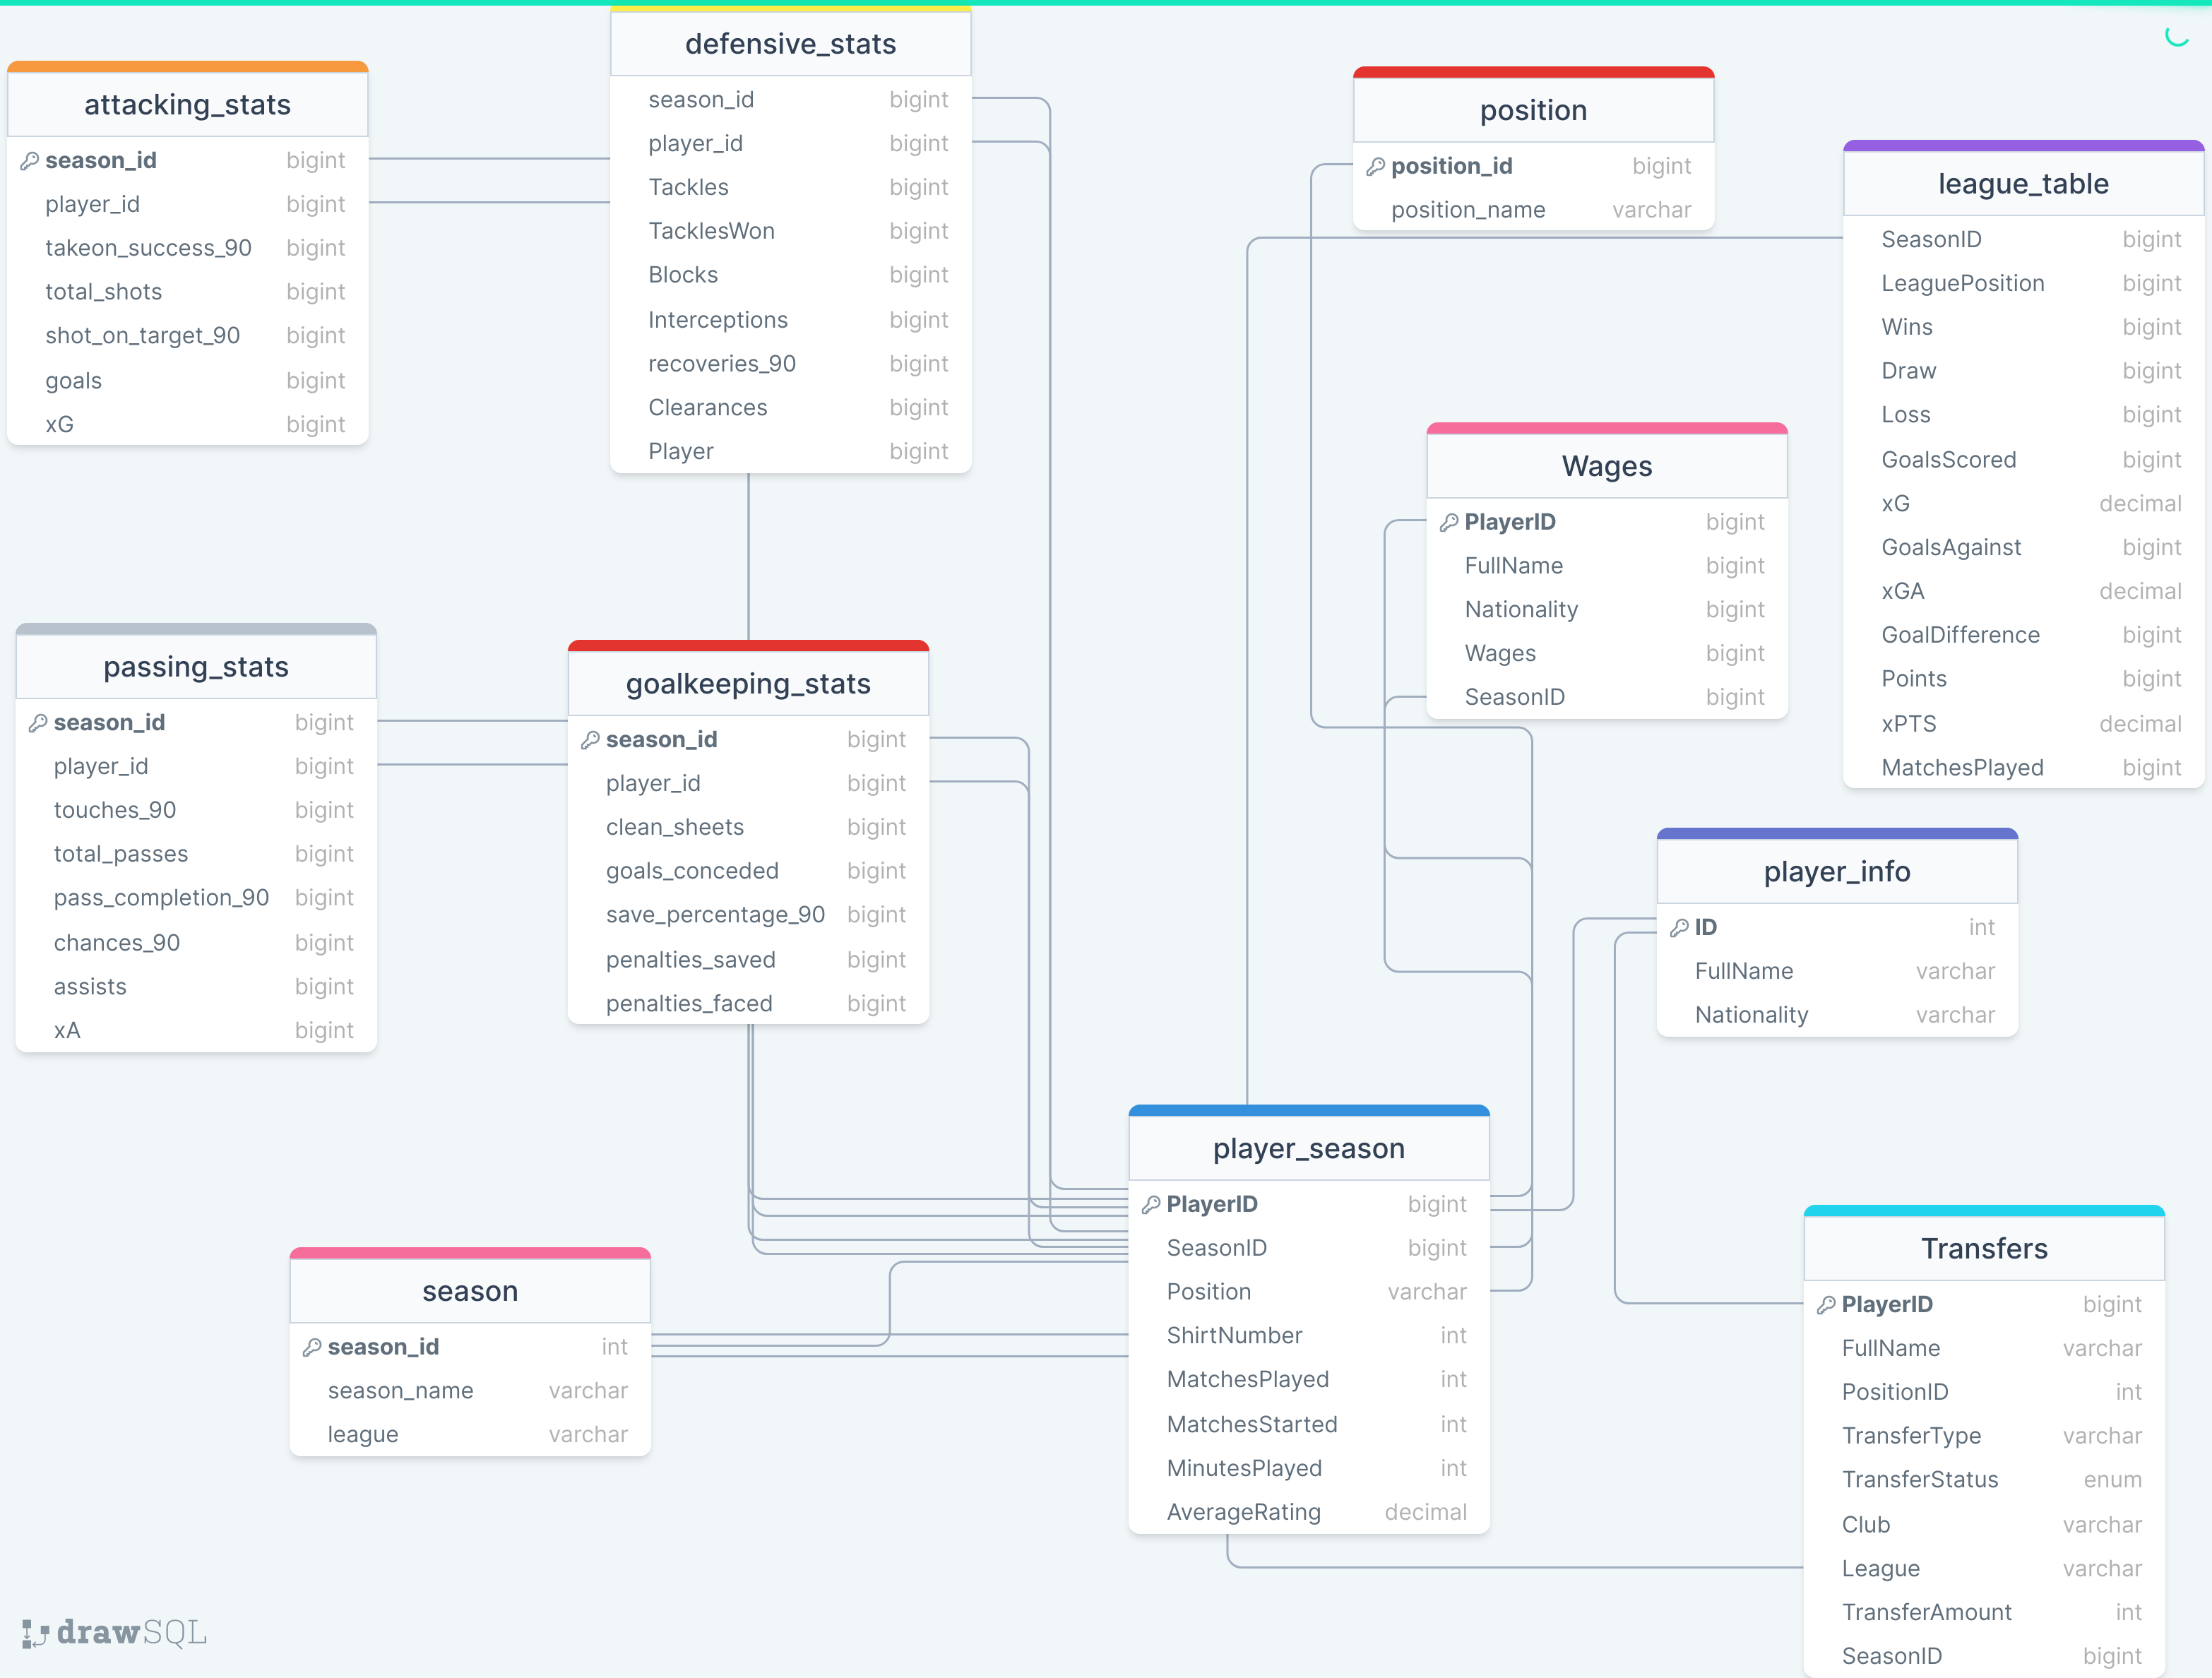 defensive_stats
season_id bigint
player_id bigint
Tackles bigint
TacklesWon bigint
Blocks bigint
Interceptions bigint
recoveries_90 bigint
Clearances bigint
Player bigint
attacking_stats
season_id bigint
player_id bigint
takeon_success_90 bigint
total_shots bigint
shot_on_target_90 bigint
goals bigint
xG bigint
position
position_id bigint
position_name varchar
league_table
SeasonID bigint
LeaguePosition bigint
Wins bigint
Draw bigint
Loss bigint
GoalsScored bigint
xG decimal
GoalsAgainst bigint
xGA decimal
GoalDifference bigint
Points bigint
xPTS decimal
MatchesPlayed bigint
Wages
PlayerID bigint
FullName bigint
Nationality bigint
Wages bigint
SeasonID bigint
passing_stats
season_id bigint
player_id bigint
touches_90 bigint
total_passes bigint
pass_completion_90 bigint
chances_90 bigint
assists bigint
xA bigint
goalkeeping_stats
season_id bigint
player_id bigint
clean_sheets bigint
goals_conceded bigint
save_percentage_90 bigint
penalties_saved bigint
penalties_faced bigint
player_info
ID int
FullName varchar
Nationality varchar
player_season
PlayerID bigint
SeasonID bigint
Position varchar
ShirtNumber int
MatchesPlayed int
MatchesStarted int
MinutesPlayed int
AverageRating decimal
season
season_id int
season_name varchar
league varchar
Transfers
PlayerID bigint
FullName varchar
PositionID int
TransferType varchar
TransferStatus enum
Club varchar
League varchar
TransferAmount int
SeasonID bigint
drawSQL